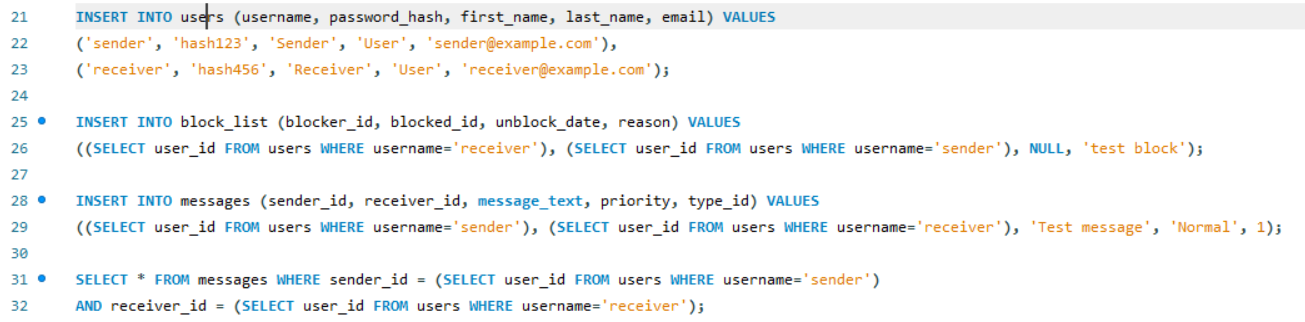 21 INSERT INTO users (username, password_hash, first_name, last_name, email) VALUES
22 ('sender', 'hash123', 'Sender', 'User', 'sender@example.com'),
23 ('receiver', 'hash456', 'Receiver', 'User', 'receiver@example.com');
24
25 INSERT INTO block_list (blocker_id, blocked_id, unblock_date, reason) VALUES
26 ((SELECT user_id FROM users WHERE username='receiver'), (SELECT user_id FROM users WHERE username='sender'), NULL, 'test block');
27
28 INSERT INTO messages (sender_id, receiver_id, message_text, priority, type_id) VALUES
29 ((SELECT user_id FROM users WHERE username='sender'), (SELECT user_id FROM users WHERE username='receiver'), 'Test message', 'Normal', 1);
30
31 SELECT * FROM messages WHERE sender_id = (SELECT user_id FROM users WHERE username='sender')
32 AND receiver_id = (SELECT user_id FROM users WHERE username='receiver');